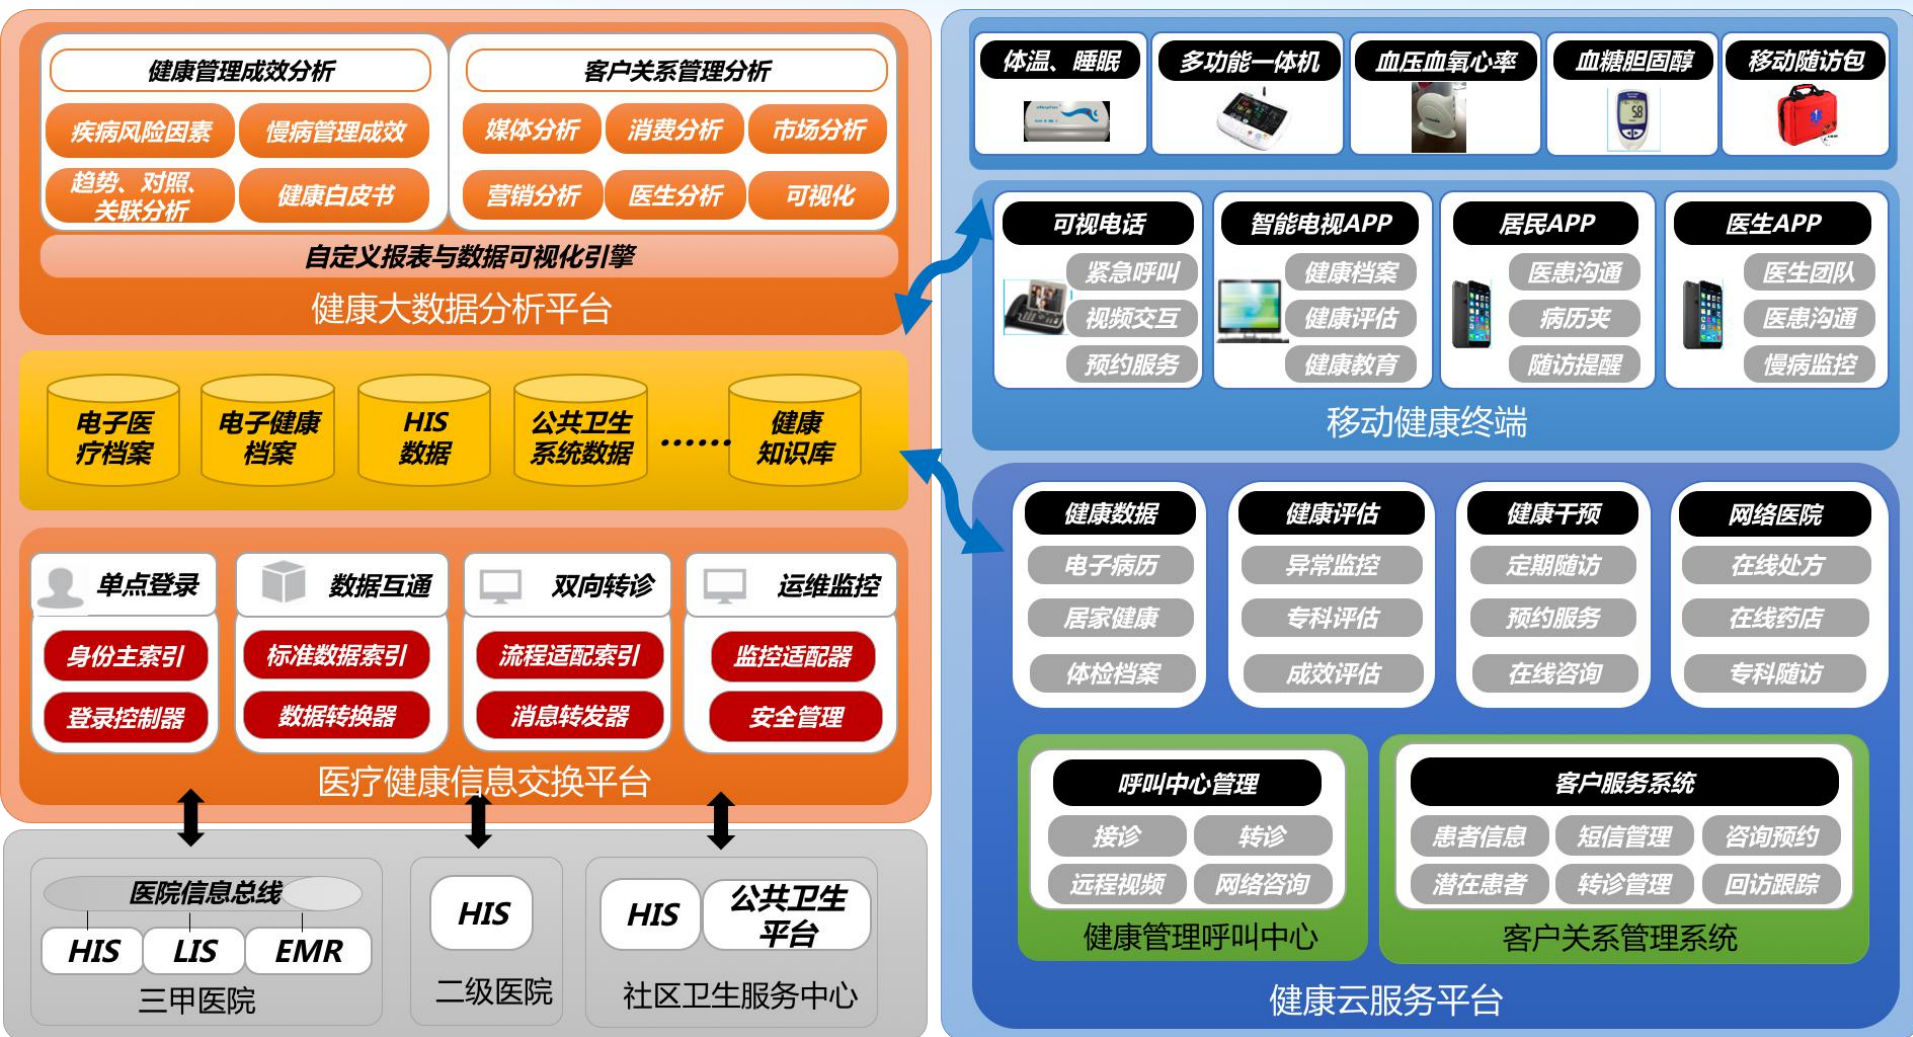 健康管理成效分析
疾病风险因素
慢病管理成效
趋势、对照、
关联分析
健康白皮书
客户关系管理分析
媒体分析
消费分析
市场分析
营销分析
医生分析
可视化
自定义报表与数据可视化引擎
健康大数据分析平台
电子医
疗档案
电子健康
档案
HIS
数据
公共卫生
系统数据
......
健康
知识库
单点登录
身份主索引
登录控制器
数据互通
标准数据索引
数据转换器
双向转诊
流程适配索引
消息转发器
运维监控
监控适配器
安全管理
医疗健康信息交换平台
医院信息总线
HIS
LIS
EMR
三甲医院
HIS
二级医院
HIS
公共卫生
平台
社区卫生服务中心
体温、睡眠
多功能一体机
血压血氧心率
血糖胆固醇
58
移动随访包
可视电话
紧急呼叫
视频交互
预约服务
智能电视APP
健康档案
健康评估
健康教育
居民APP
医患沟通
病历夹
随访提醒
医生APP
医生团队
医患沟通
慢病监控
移动健康终端
健康数据
电子病历
居家健康
体检档案
健康评估
异常监控
专科评估
成效评估
健康干预
定期随访
预约服务
在线咨询
网络医院
在线处方
在线药店
专科随访
呼叫中心管理
接诊
转诊
远程视频
网络咨询
健康管理呼叫中心
客户服务系统
患者信息
短信管理
咨询预约
潜在患者
转诊管理
回访跟踪
客户关系管理系统
健康云服务平台